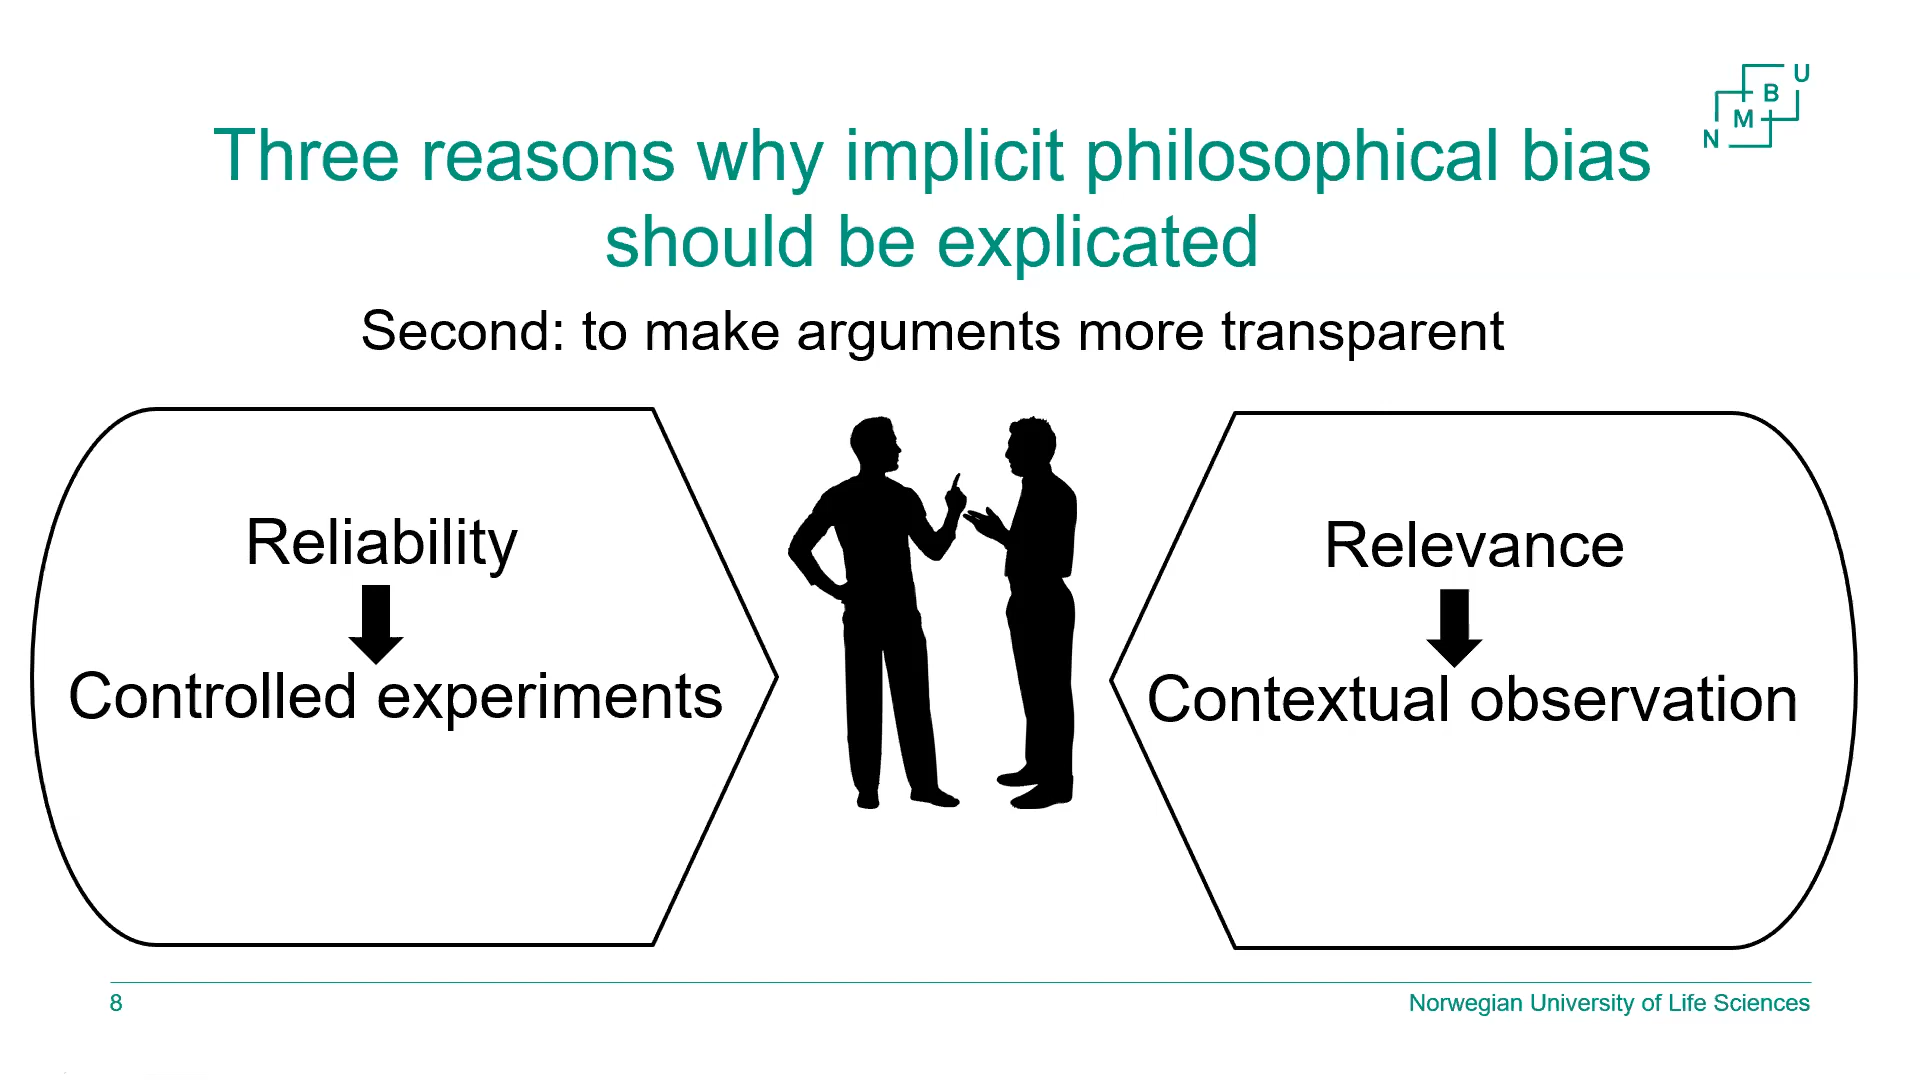 N M B U
Three reasons why implicit philosophical bias
should be explicated
Second: to make arguments more transparent
Reliability
Controlled experiments
Relevance
Contextual observation
8
Norwegian University of Life Sciences